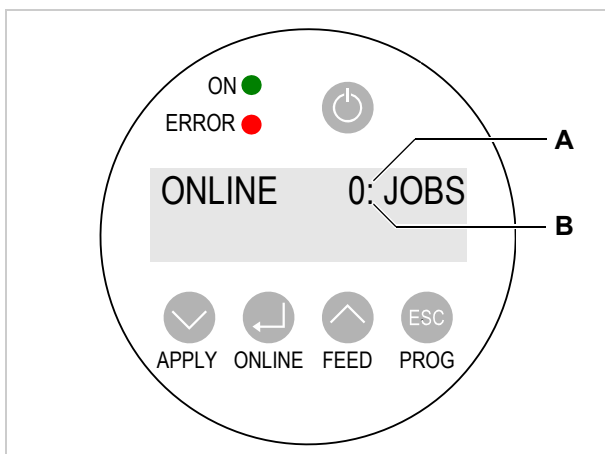 ON
ERROR
A
ONLINE 0: JOBS
B
ESC
APPLY ONLINE FEED PROG